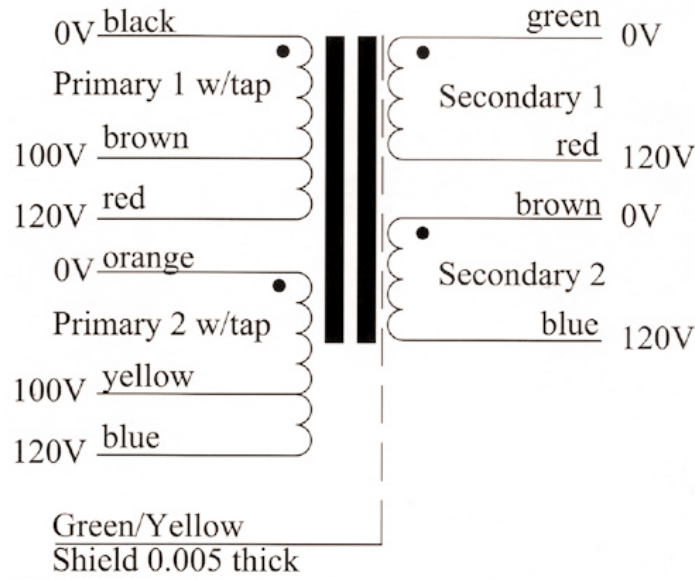 0V black
Primary 1 w/tap
100V brown
120V red
0V orange
Primary 2 w/tap
100V yellow
120V blue
Green/Yellow
Shield 0.005 thick
green 0V
Secondary 1
red 120V
brown 0V
Secondary 2
blue 120V